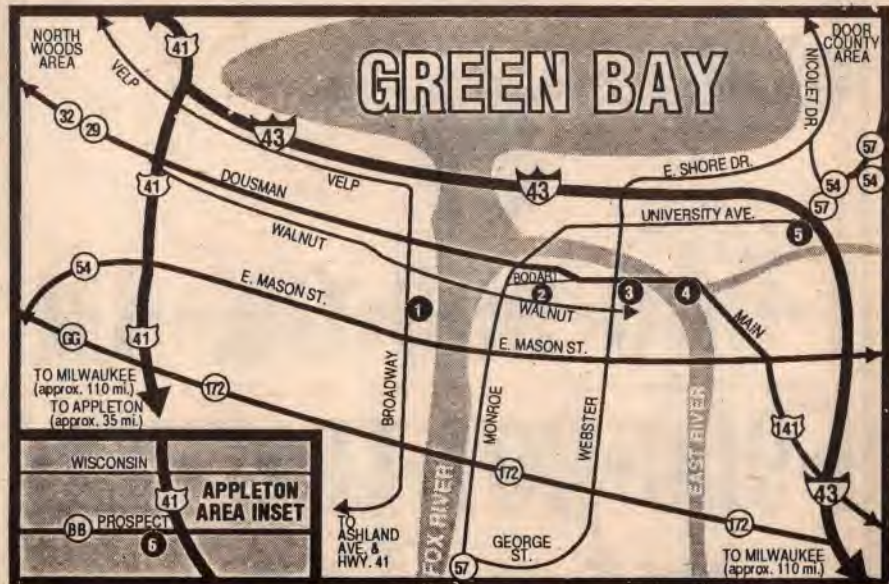 NORTH
WOODS
AREA
41
VELP
GREEN BAY
DOOR
COUNTY
AREA
NICOLET DR.
32
29
43
57
54
41
DOUSMAN
VELP
43
E. SHORE DR.
54
57
WALNUT
UNIVERSITY AVE.
5
54
E. MASON ST.
BODART
1
2
3
4
WALNUT
MAIN
GG
41
E. MASON ST.
TO MILWAUKEE
(approx. 110 mi.)
172
TO APPLETON
(approx. 35 mi.)
BROADWAY
MONROE
WEBSTER
141
WISCONSIN
41
APPLETON
AREA INSET
FOX RIVER
172
EAST RIVER
43
BB
PROSPECT
6
TO
ASHLAND
AVE. &
HWY. 41
GEORGE
ST.
57
172
TO MILWAUKEE
(approx. 110 mi.)